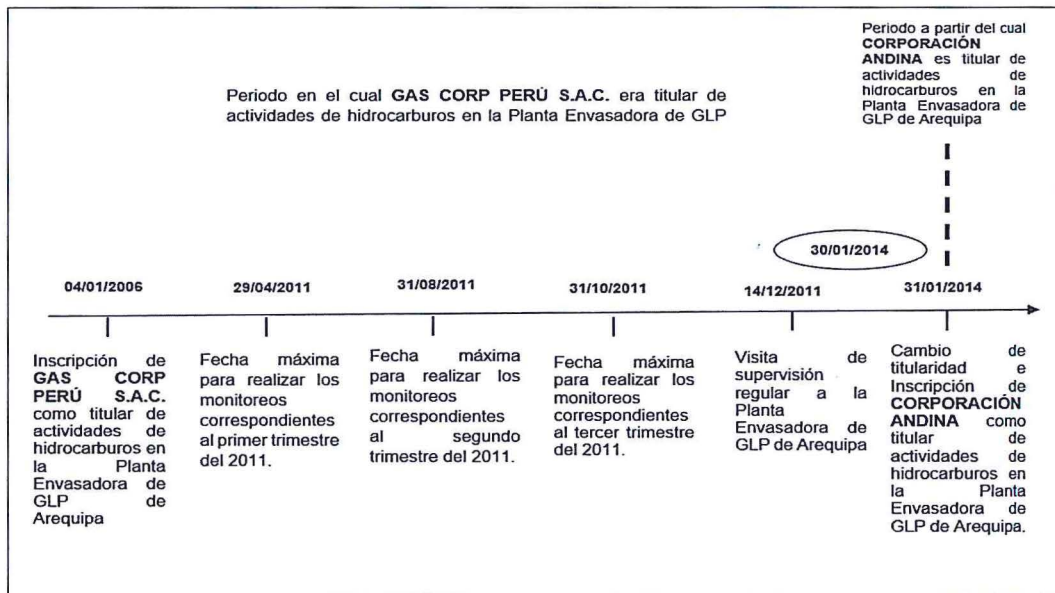 Periodo a partir del cual
CORPORACIÓN
ANDINA es titular de
actividades de
hidrocarburos en la
Planta Envasadora de
GLP de Arequipa
Periodo en el cual GAS CORP PERÚ S.A.C. era titular de
actividades de hidrocarburos en la Planta Envasadora de GLP
30/01/2014
04/01/2006
29/04/2011
31/08/2011
31/10/2011
14/12/2011
31/01/2014
Inscripción de
GAS CORP
PERÚ S.A.C.
como titular de
actividades de
hidrocarburos en
la Planta
Envasadora de
GLP de
Arequipa
Fecha máxima
para realizar los
monitoreos
correspondientes
al primer trimestre
del 2011.
Fecha máxima
para realizar los
monitoreos
correspondientes
al segundo
trimestre del 2011.
Fecha máxima
para realizar los
monitoreos
correspondientes
al tercer trimestre
del 2011.
Visita de
supervisión
regular a la
Planta
Envasadora de
GLP de Arequipa
Cambio de
titularidad e
Inscripción de
CORPORACIÓN
ANDINA como
titular de
actividades de
hidrocarburos en
la Planta
Envasadora de
GLP de Arequipa.